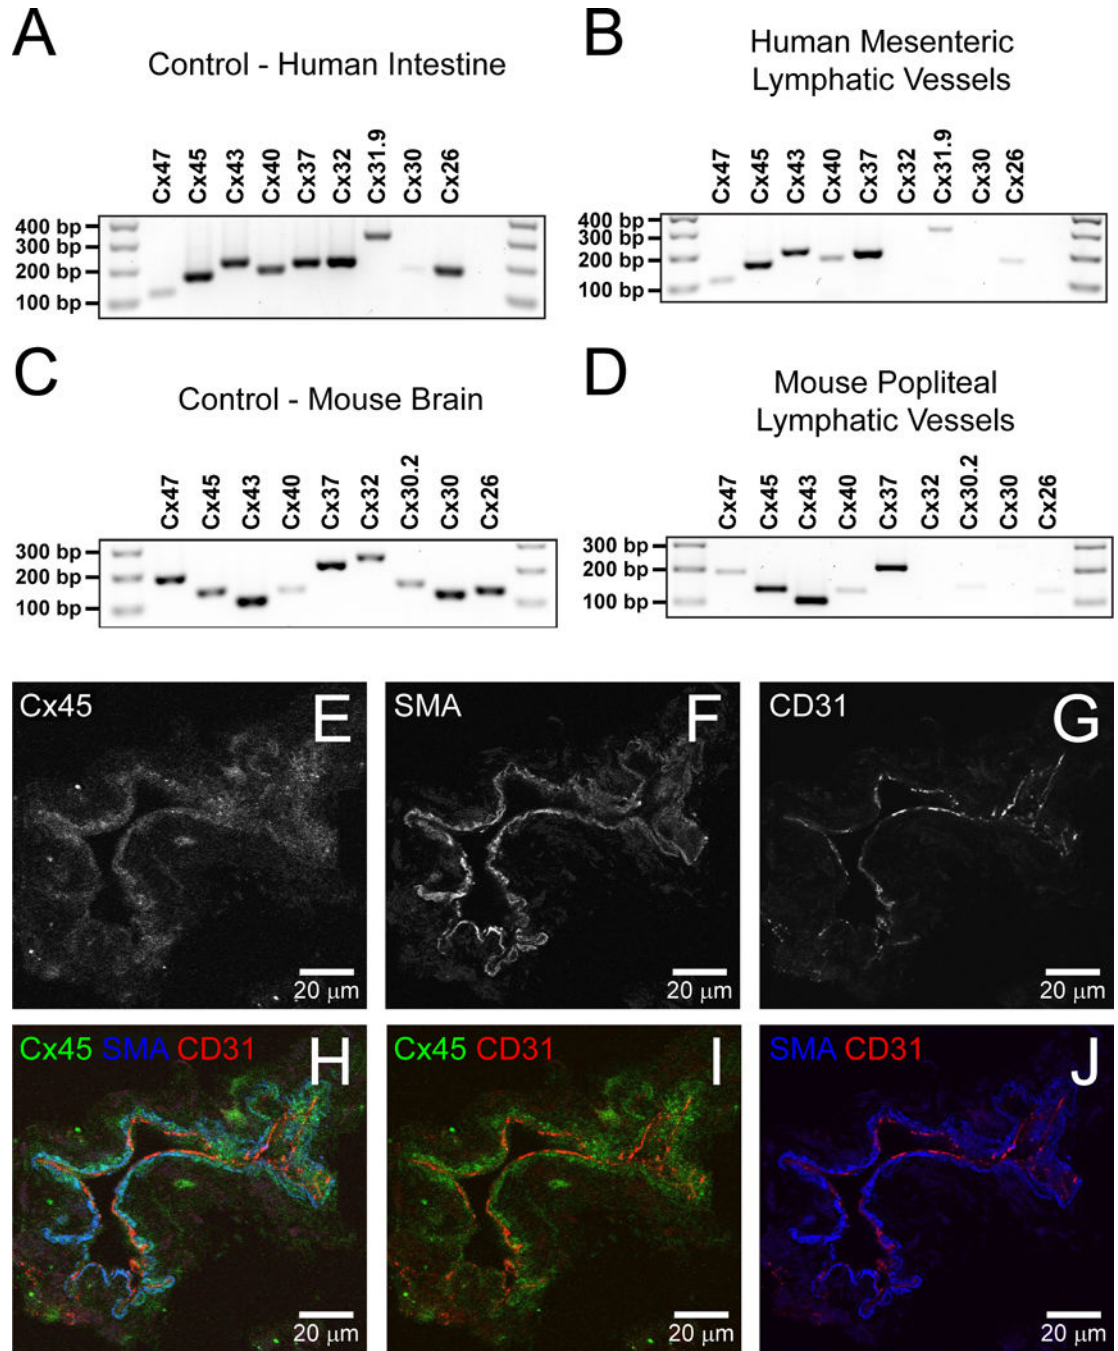 A
Control - Human Intestine
Cx47 Cx45 Cx43 Cx40 Cx37 Cx32 Cx31.9 Cx30 Cx26
400 bp
300 bp
200 bp
100 bp
B
Human Mesenteric
Lymphatic Vessels
Cx47 Cx45 Cx43 Cx40 Cx37 Cx32 Cx31.9 Cx30 Cx26
400 bp
300 bp
200 bp
100 bp
C
Control - Mouse Brain
Cx47 Cx45 Cx43 Cx40 Cx37 Cx32 Cx30.2 Cx30 Cx26
300 bp
200 bp
100 bp
D
Mouse Popliteal
Lymphatic Vessels
Cx47 Cx45 Cx43 Cx40 Cx37 Cx32 Cx30.2 Cx30 Cx26
300 bp
200 bp
100 bp
Cx45 E
20 μm
SMA F
20 μm
CD31 G
20 μm
Cx45 SMA CD31 H
20 μm
Cx45 CD31 I
20 μm
SMA CD31 J
20 μm